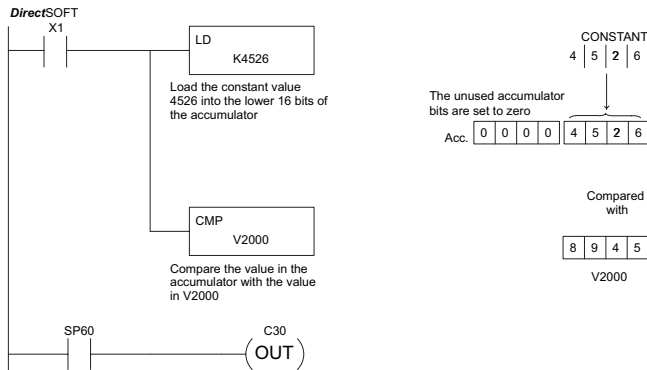 DirectSOFT
X1
LD
K4526
Load the constant value
4526 into the lower 16 bits of
the accumulator
CMP
V2000
Compare the value in the
accumulator with the value
in V2000
SP60
C30
OUT
CONSTANT
4 5 2 6
The unused accumulator
bits are set to zero
Acc. 0 0 0 0 4 5 2 6
Compared
with
8 9 4 5
V2000